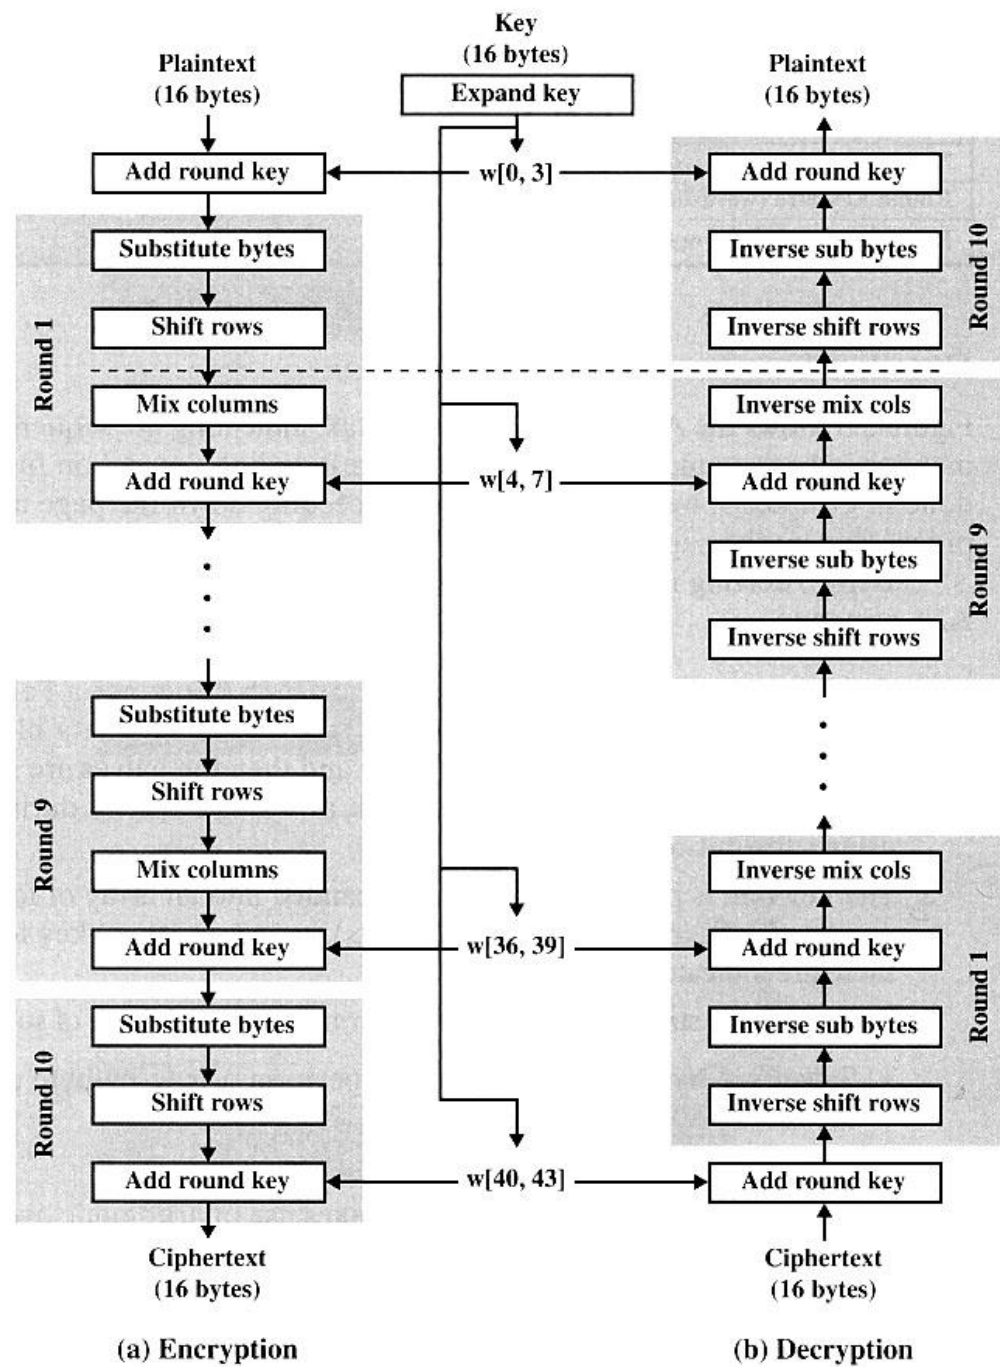 Key
(16 bytes)
Expand key
Plaintext
(16 bytes)
Add round key
Substitute bytes
Shift rows
Mix columns
Add round key
Round 1
Substitute bytes
Shift rows
Mix columns
Add round key
Round 9
Substitute bytes
Shift rows
Add round key
Round 10
Ciphertext
(16 bytes)
(a) Encryption
w[0, 3]
w[4, 7]
w[36, 39]
w[40, 43]
Plaintext
(16 bytes)
Add round key
Inverse sub bytes
Inverse shift rows
Round 10
Inverse mix cols
Add round key
Inverse sub bytes
Inverse shift rows
Round 9
Inverse mix cols
Add round key
Inverse sub bytes
Inverse shift rows
Round 1
Add round key
Ciphertext
(16 bytes)
(b) Decryption